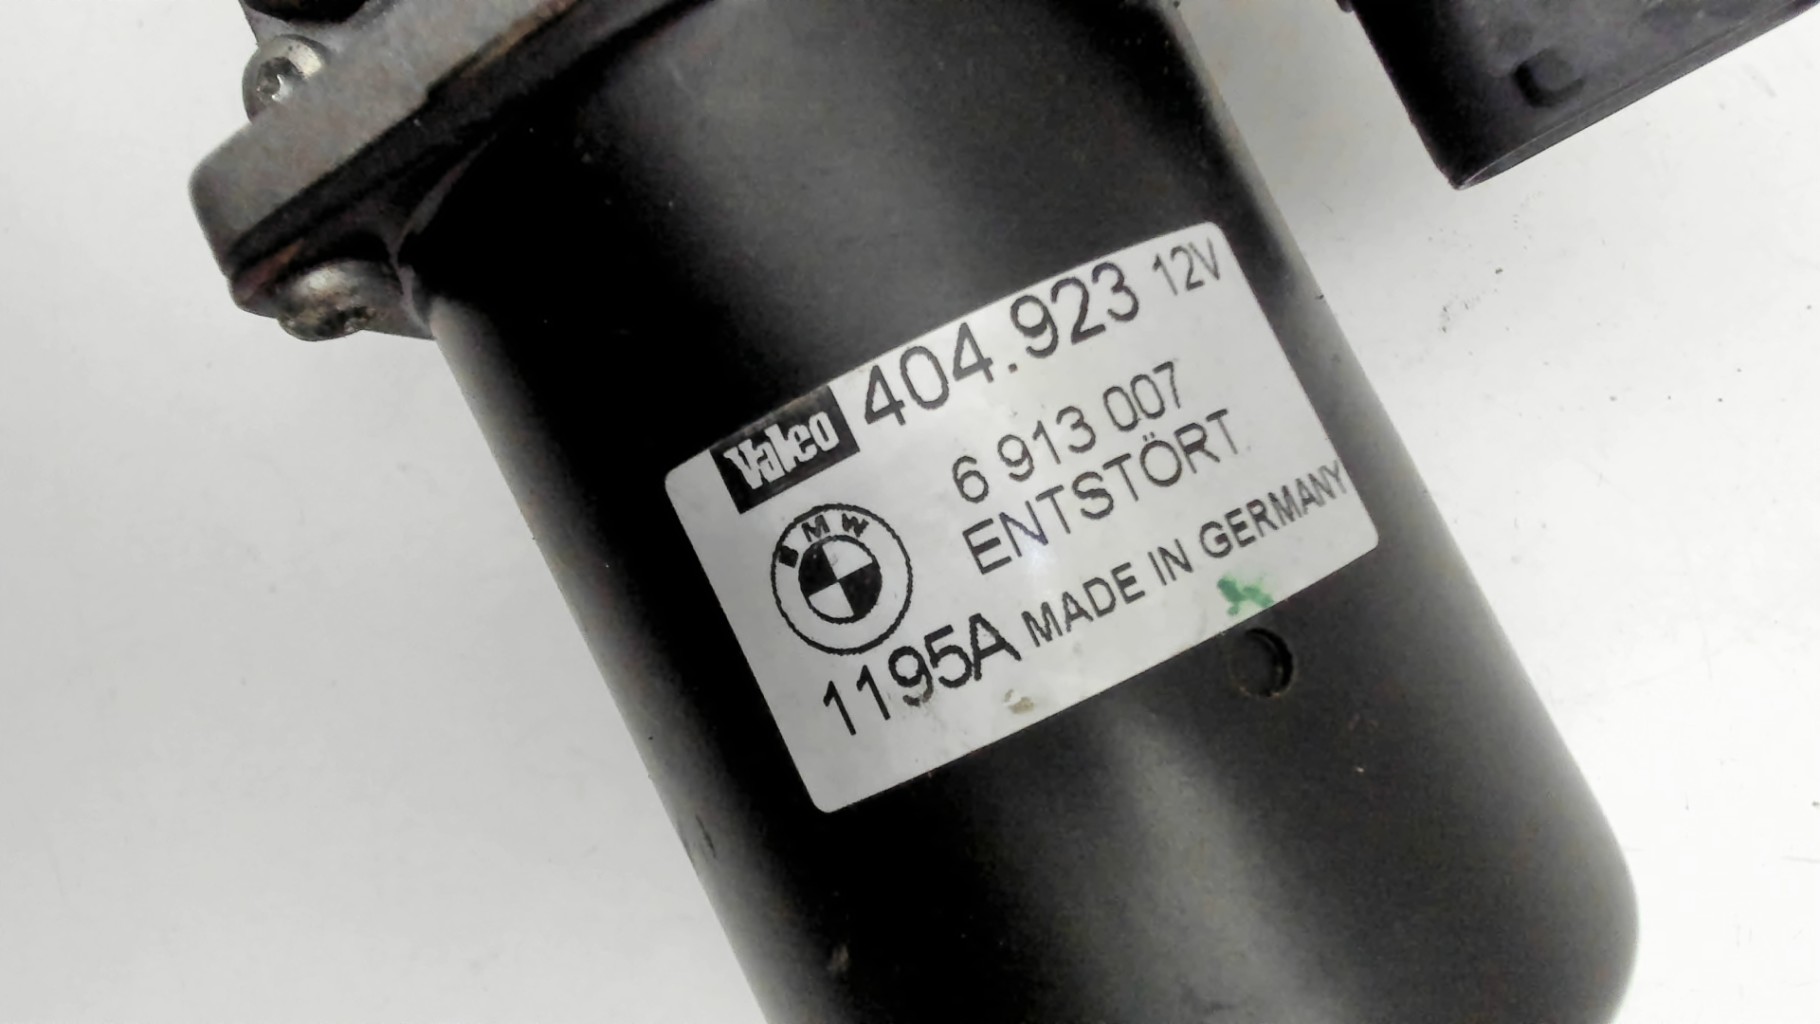 Valeo 404.923 12V
6 913 007
ENTSTÖRT.
BMW
1195A MADE IN GERMANY